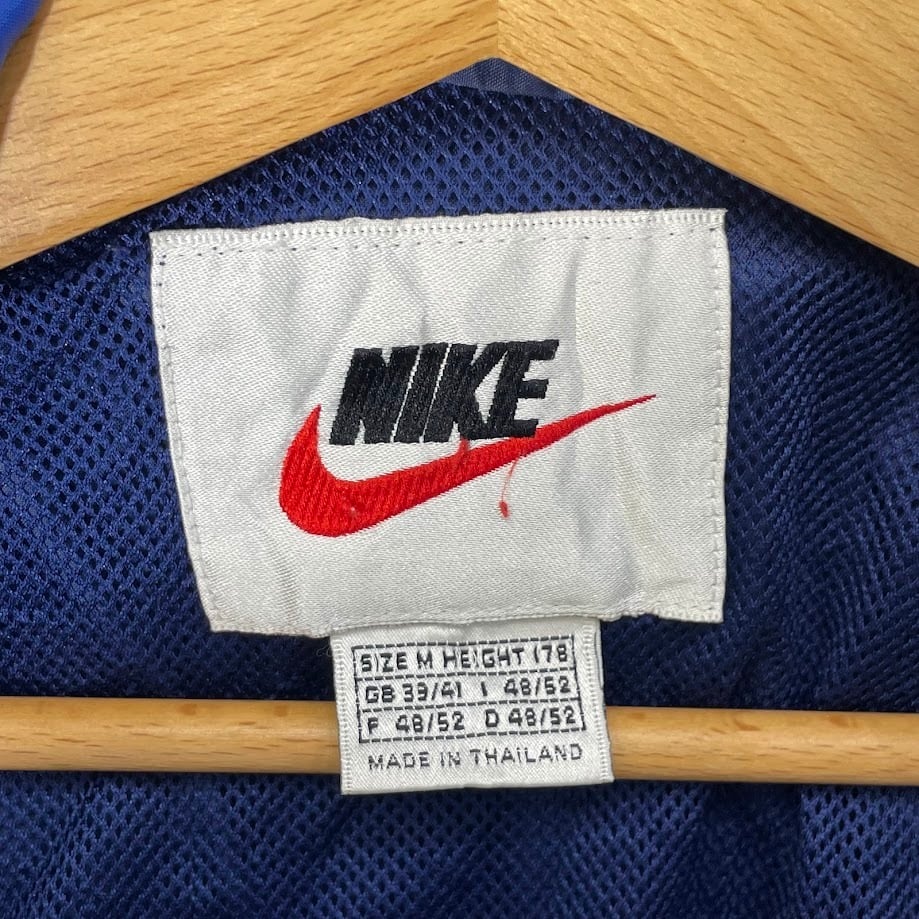 NIKE
SIZE M HEIGHT 178
GB 39/41 I 48/52
F 48/52 D 48/52
MADE IN THAILAND